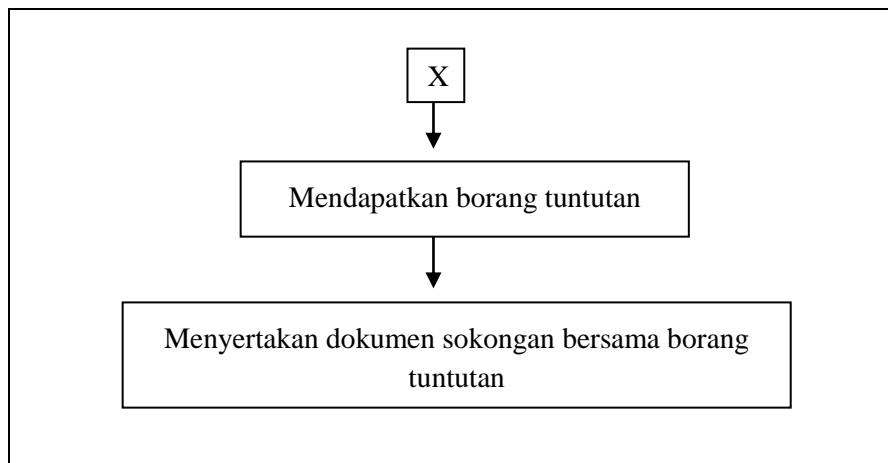 X
Mendapatkan borang tuntutan
Menyertakan dokumen sokongan bersama borang
tuntutan